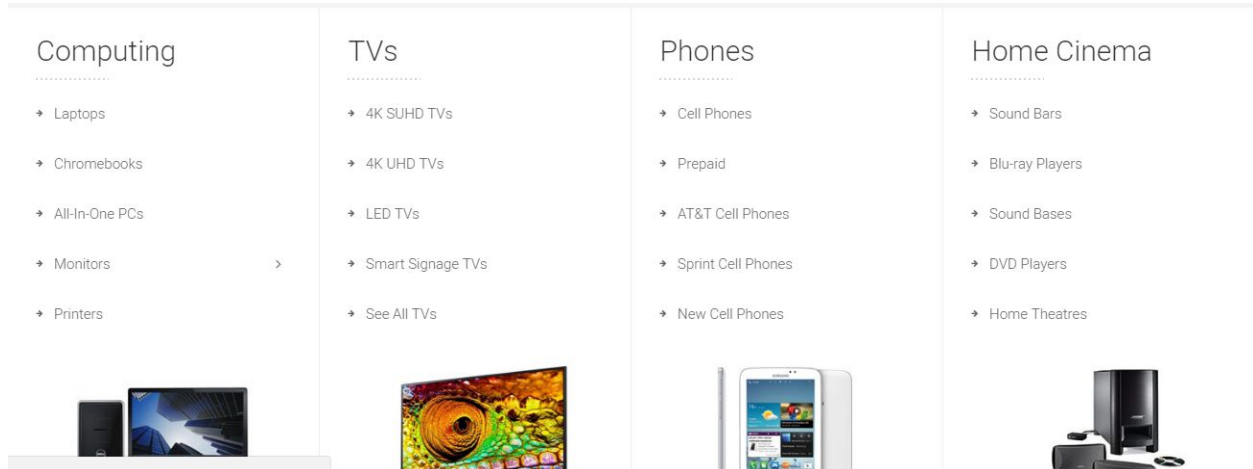 Computing
Laptops
Chromebooks
All-In-One PCs
Monitors
Printers
TVs
4K SUHD TVs
4K UHD TVs
LED TVs
Smart Signage TVs
See All TVs
Phones
Cell Phones
Prepaid
AT&T Cell Phones
Sprint Cell Phones
New Cell Phones
SAMSUNG
Home Cinema
Sound Bars
Blu-ray Players
Sound Bases
DVD Players
Home Theatres